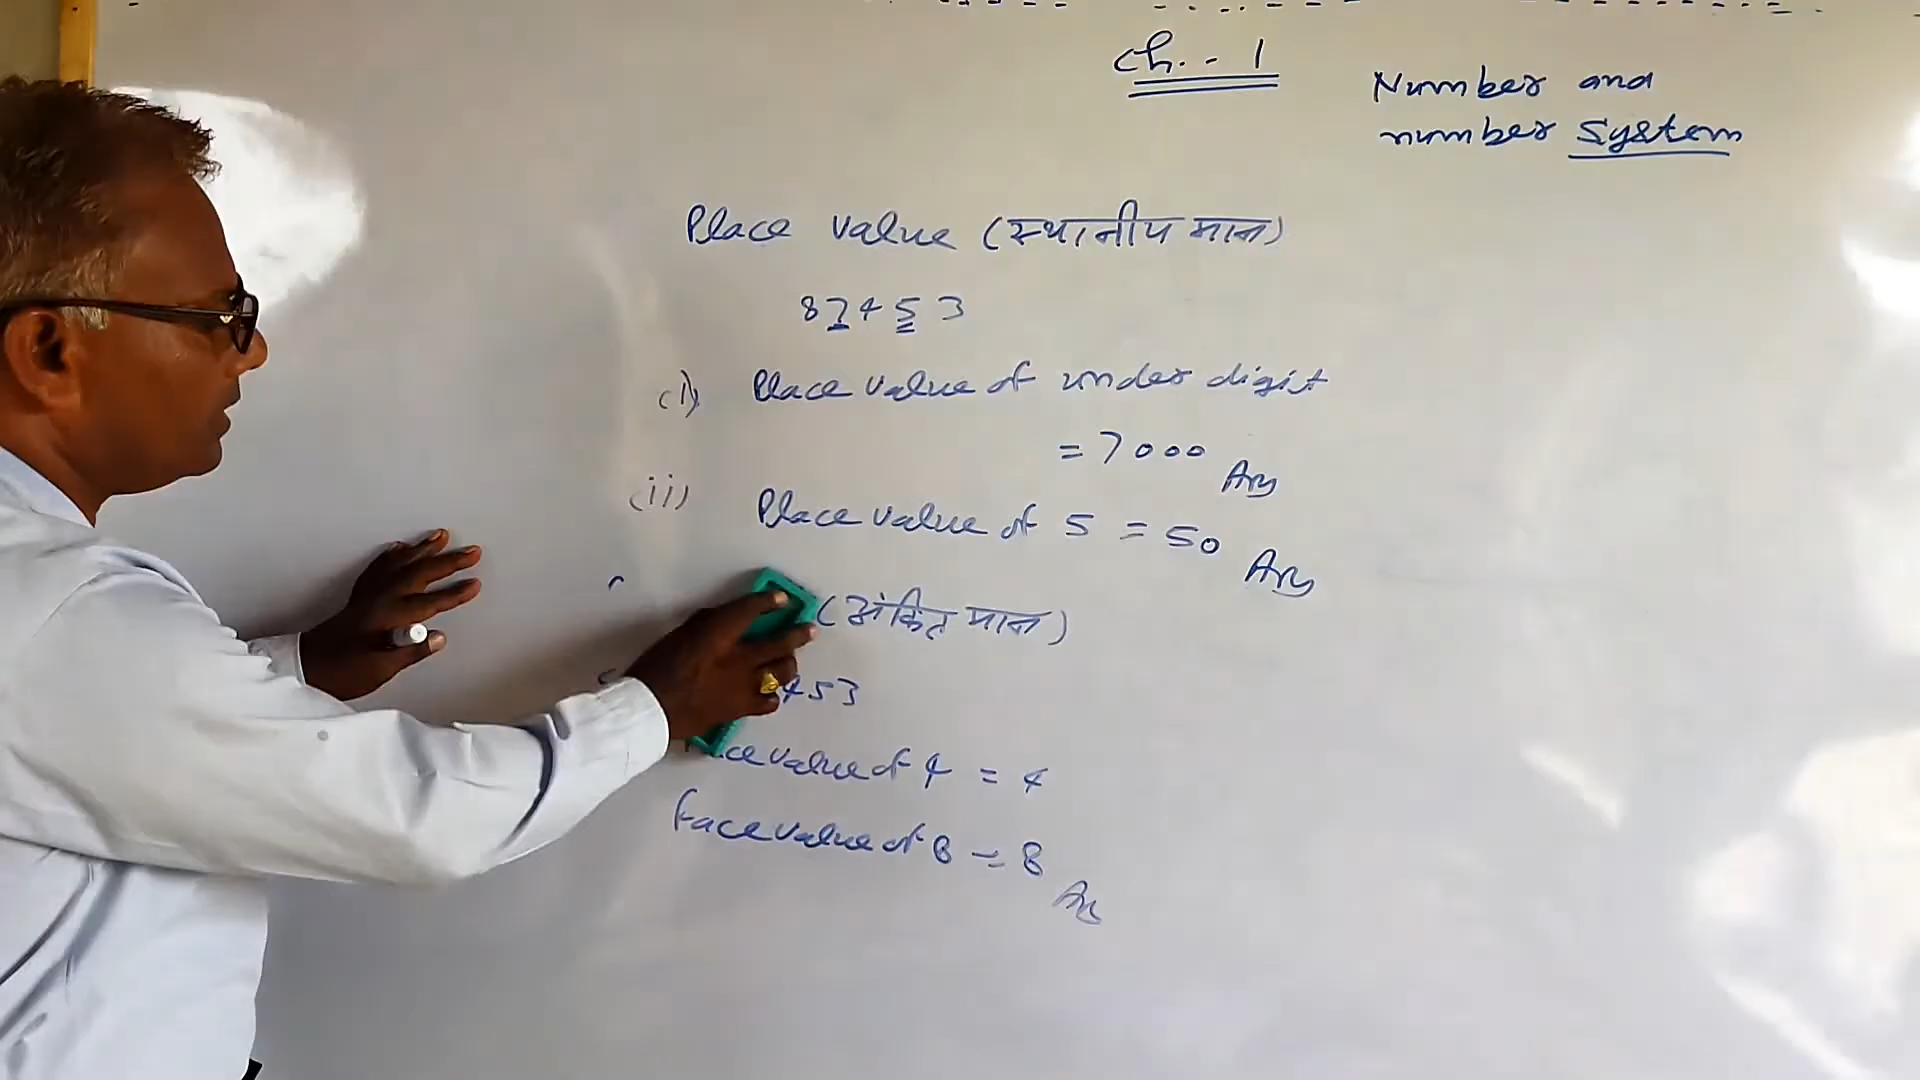 Ch. - 1
Number and
number System
Place Value (स्थानीय मान)
87453
(i) Place Value of under digit
= 7000 Ans
(ii) Place value of 5 = 50 Ans
(अंकित मान)
453
ce value of 4 = 4
Face value of 8 = 8
Ans